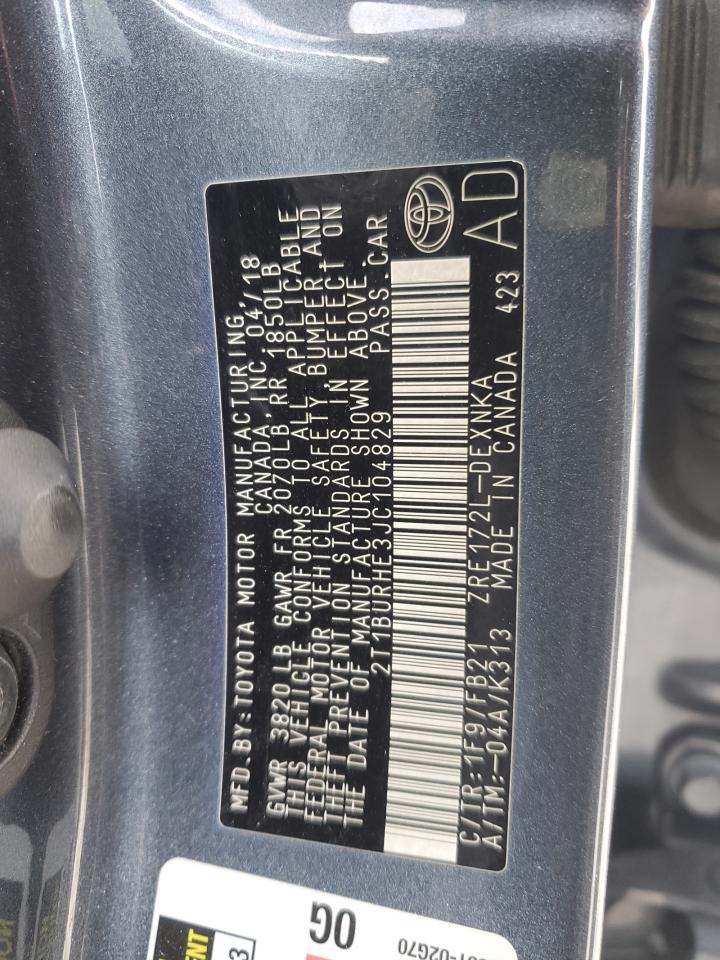 MFD.BY:TOYOTA MOTOR MANUFACTURING,
CANADA, INC. 04/18
GVWR 3820LB GAWR FR 2070LB, RR 1850LB
THIS VEHICLE CONFORMS TO ALL APPLICABLE
FEDERAL MOTOR VEHICLE SAFETY, BUMPER AND
THEFT PREVENTION STANDARDS IN EFFECT ON
THE DATE OF MANUFACTURE SHOWN ABOVE.
2T1BURHE3JC104829 PASS.CAR
C/TR:1F9/FB21 ZRE172L-DEXNKA
A/TM:-04A/K313 MADE IN CANADA 423
AD
0G
02G70
3